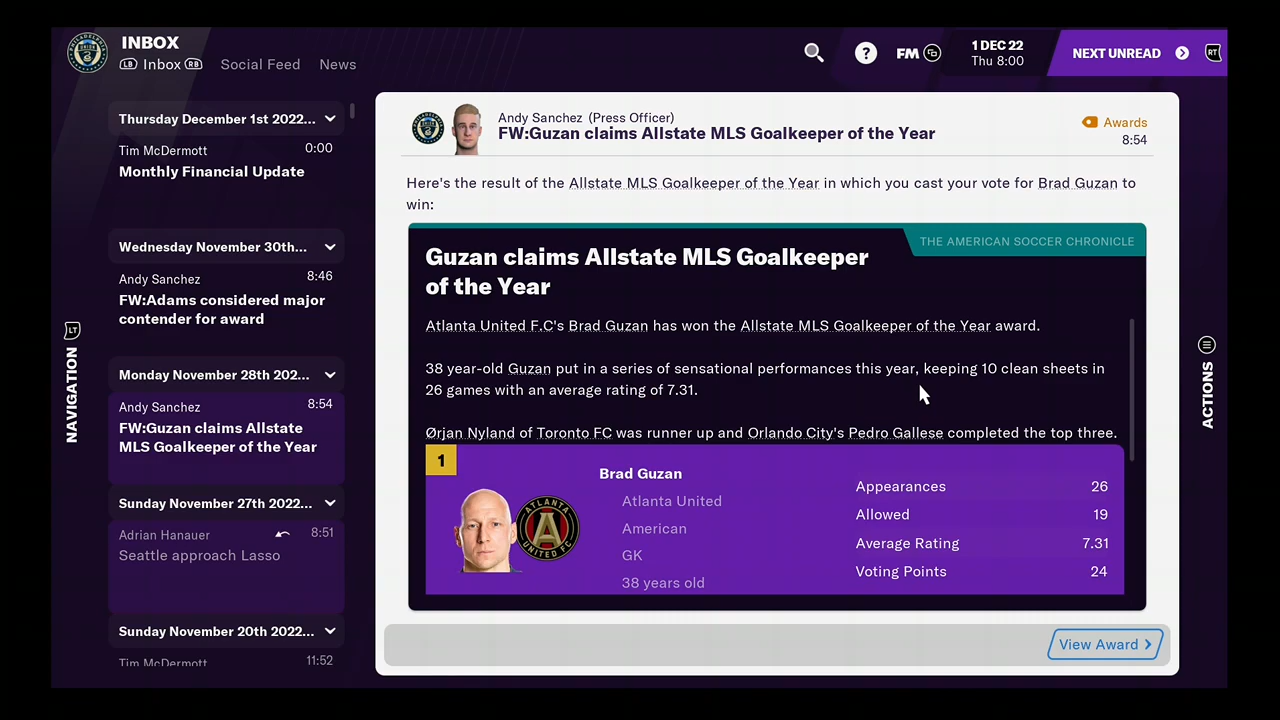 INBOX
LB Inbox RB
Social Feed
News
FM
1 DEC 22
Thu 8:00
NEXT UNREAD
RT
LT
NAVIGATION
Thursday December 1st 2022...
Tim McDermott 0:00
Monthly Financial Update
Wednesday November 30th...
Andy Sanchez 8:46
FW:Adams considered major
contender for award
Monday November 28th 202...
Andy Sanchez 8:54
FW:Guzan claims Allstate
MLS Goalkeeper of the Year
Sunday November 27th 2022...
Adrian Hanauer 8:51
Seattle approach Lasso
Sunday November 20th 2022...
Tim McDermott 11:52
Andy Sanchez (Press Officer)
FW:Guzan claims Allstate MLS Goalkeeper of the Year
Awards
8:54
Here's the result of the Allstate MLS Goalkeeper of the Year in which you cast your vote for Brad Guzan to
win:
THE AMERICAN SOCCER CHRONICLE
Guzan claims Allstate MLS Goalkeeper
of the Year
Atlanta United F.C's Brad Guzan has won the Allstate MLS Goalkeeper of the Year award.
38 year-old Guzan put in a series of sensational performances this year, keeping 10 clean sheets in
26 games with an average rating of 7.31.
Ørjan Nyland of Toronto FC was runner up and Orlando City's Pedro Gallese completed the top three.
1
Brad Guzan
Atlanta United
American
GK
38 years old
ATLANTA
UNITED FC
Appearances 26
Allowed 19
Average Rating 7.31
Voting Points 24
View Award
ACTIONS